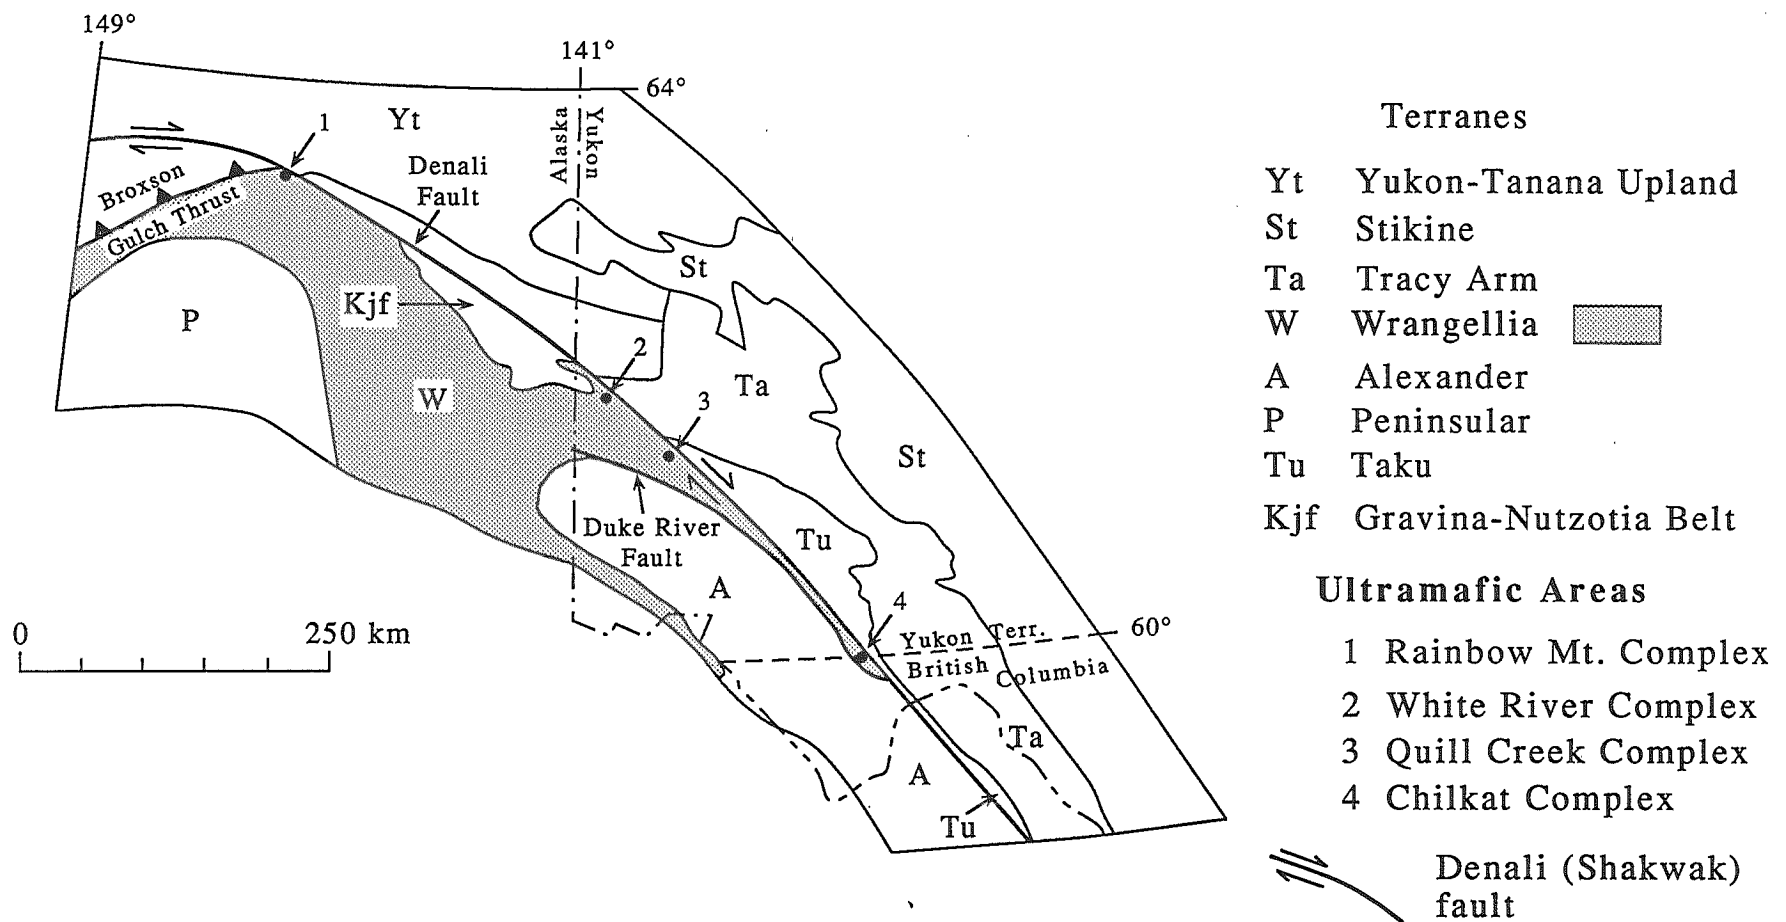 149°
141°
64°
1
Yt
Alaska
Yukon
Denali
Fault
Broxson
Gulch Thrust
St
Kjf
P
2
W
Ta
3
St
Duke River
Fault
Tu
A
4
0
250 km
Yukon Terr.
60°
British Columbia
Ta
A
Tu
Terranes
Yt Yukon-Tanana Upland
St Stikine
Ta Tracy Arm
W Wrangellia
A Alexander
P Peninsular
Tu Taku
Kjf Gravina-Nutzotia Belt
Ultramafic Areas
1 Rainbow Mt. Complex
2 White River Complex
3 Quill Creek Complex
4 Chilkat Complex
Denali (Shakwak)
fault